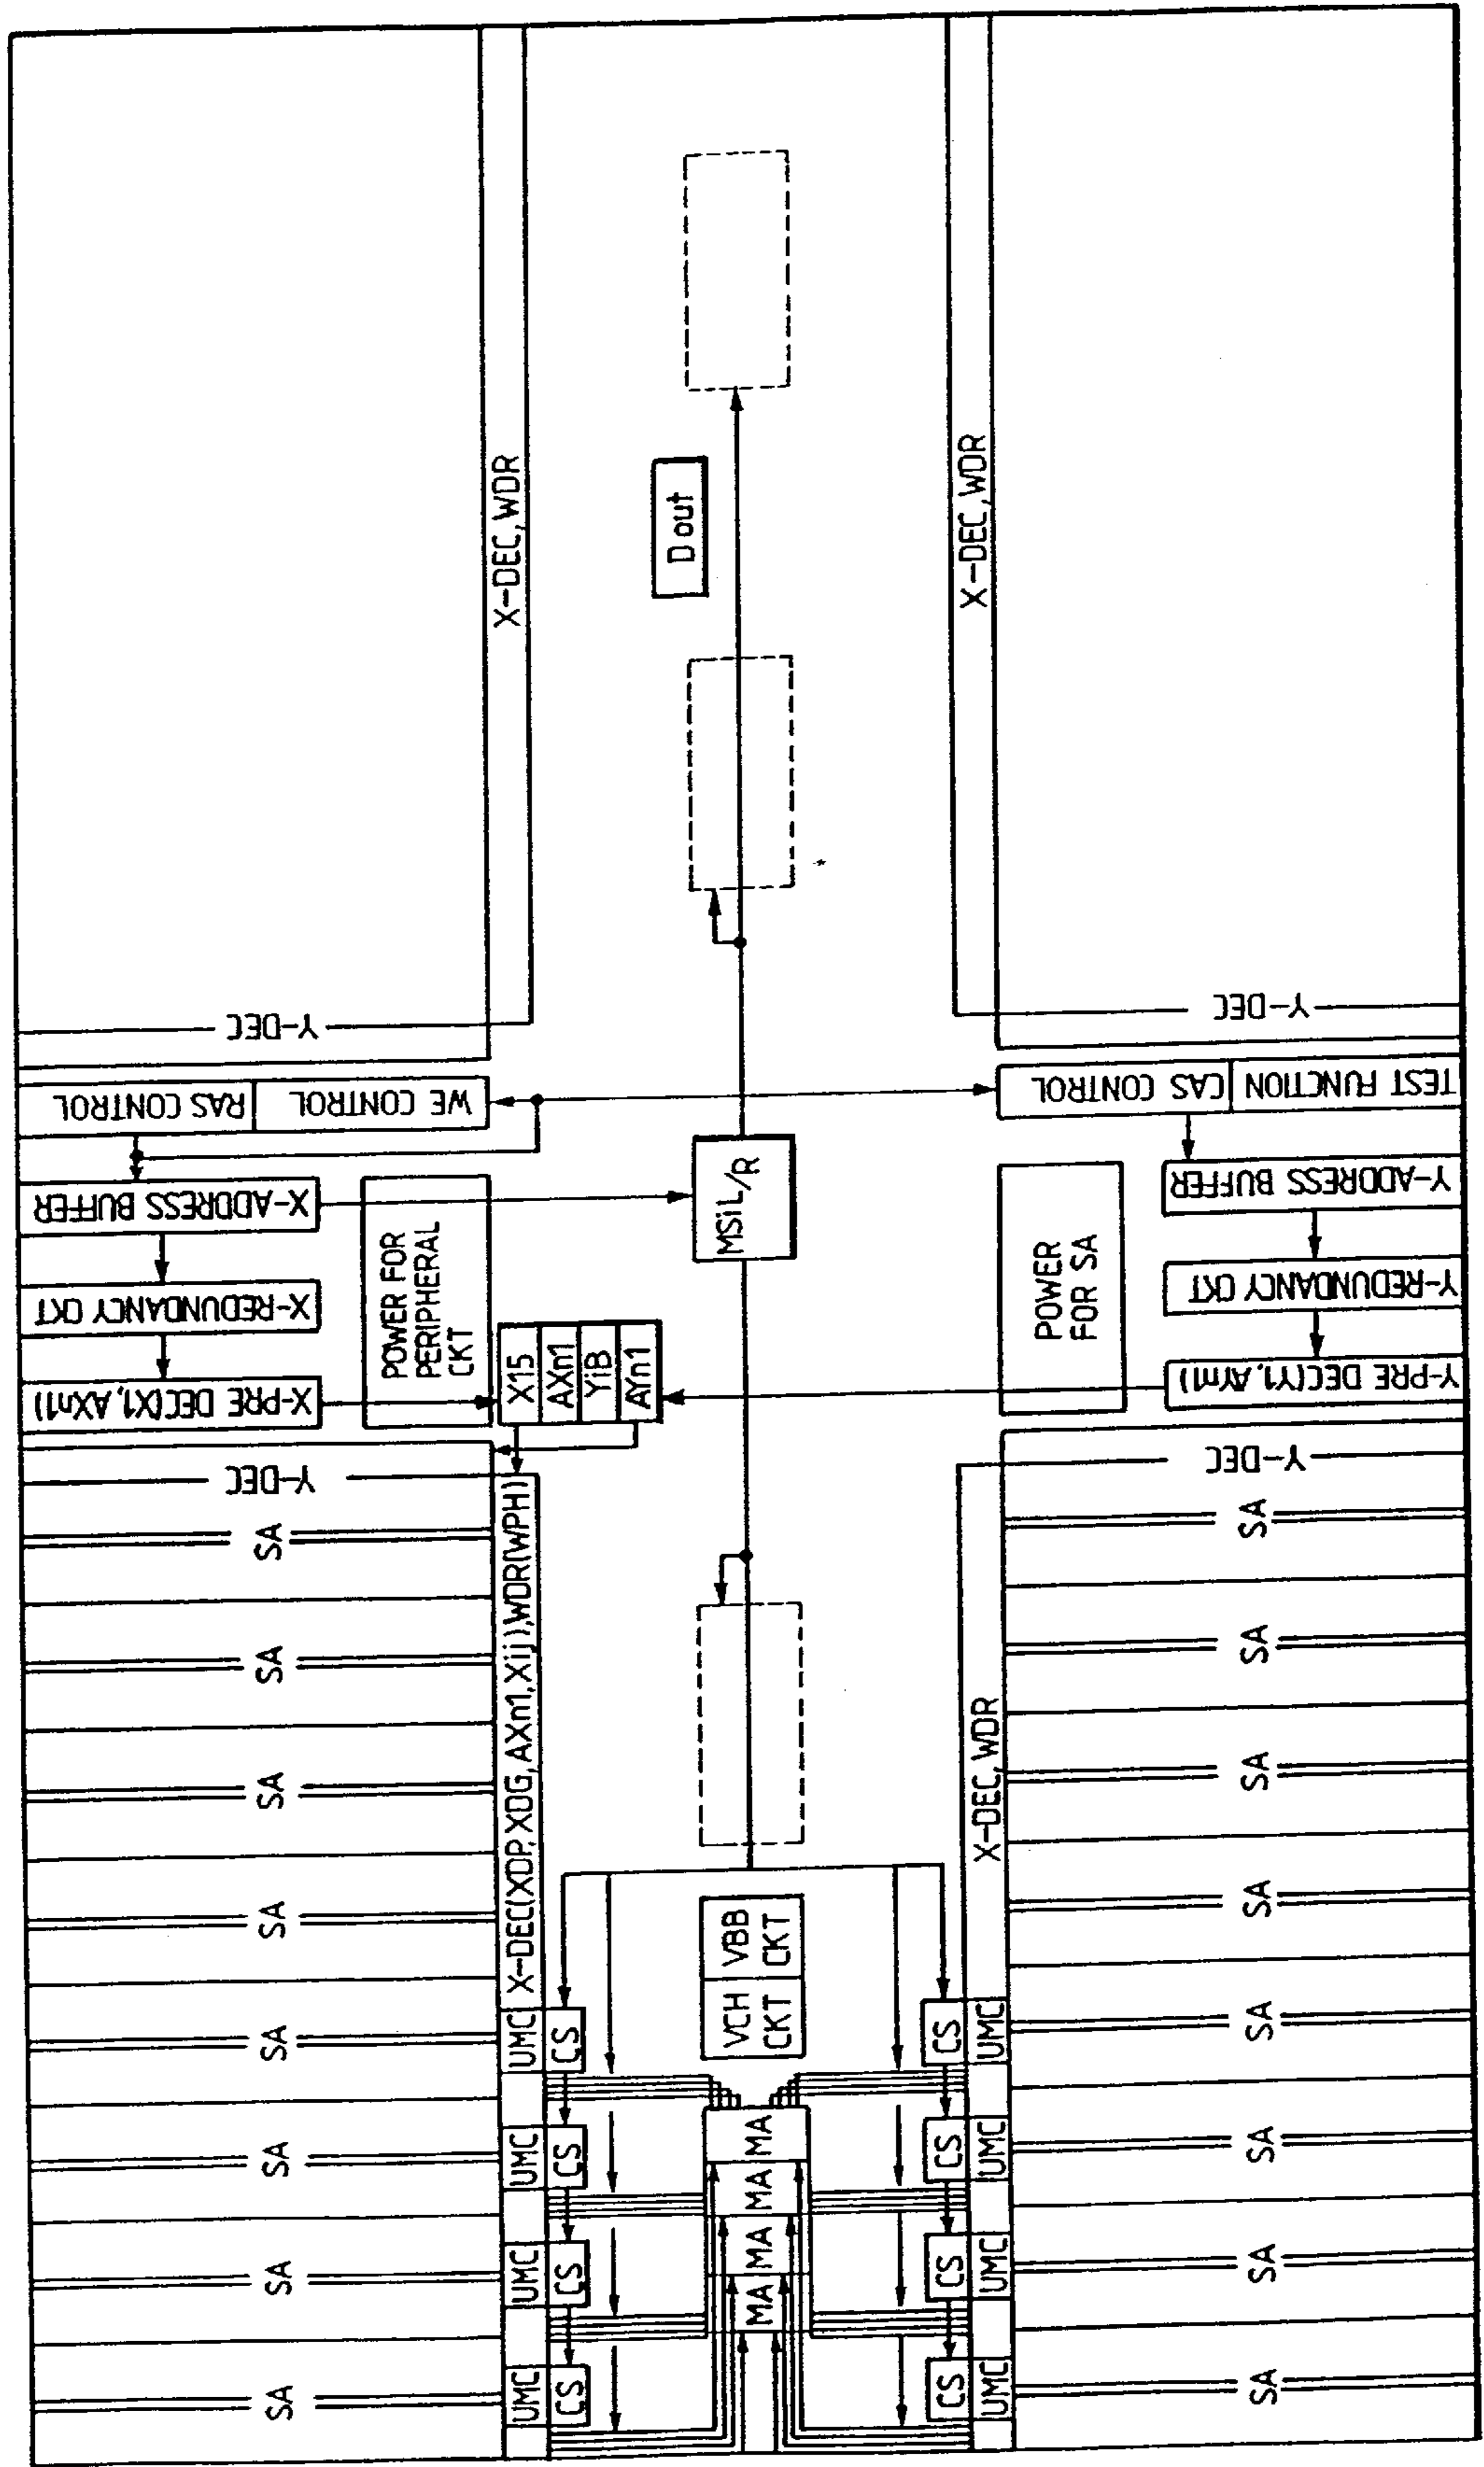 X-DEC,WDR
Dout
X-DEC,WDR
Y-DEC
Y-DEC
RAS CONTROL
WE CONTROL
CAS CONTROL
TEST FUNCTION
X-ADDRESS BUFFER
X-REDUNDANCY CKT
X-PRE DEC(X1, AXn1)
POWER FOR
PERIPHERAL
CKT
MSiL/R
POWER
FOR SA
Y-ADDRESS BUFFER
Y-REDUNDANCY CKT
Y-PRE DEC(Y1, AYn1)
X15
AXn1
YiB
AYn1
Y-DEC
Y-DEC
SA
SA
SA
SA
SA
SA
SA
SA
X-DEC(XDP,XDG,AXn1,Xij),WDR(WPH)
UMC
UMC
UMC
UMC
CS
CS
CS
CS
VCH
CKT
VBB
CKT
MA
MA
MA
MA
CS
CS
CS
CS
X-DEC,WDR
UMC
UMC
UMC
UMC
SA
SA
SA
SA
SA
SA
SA
SA